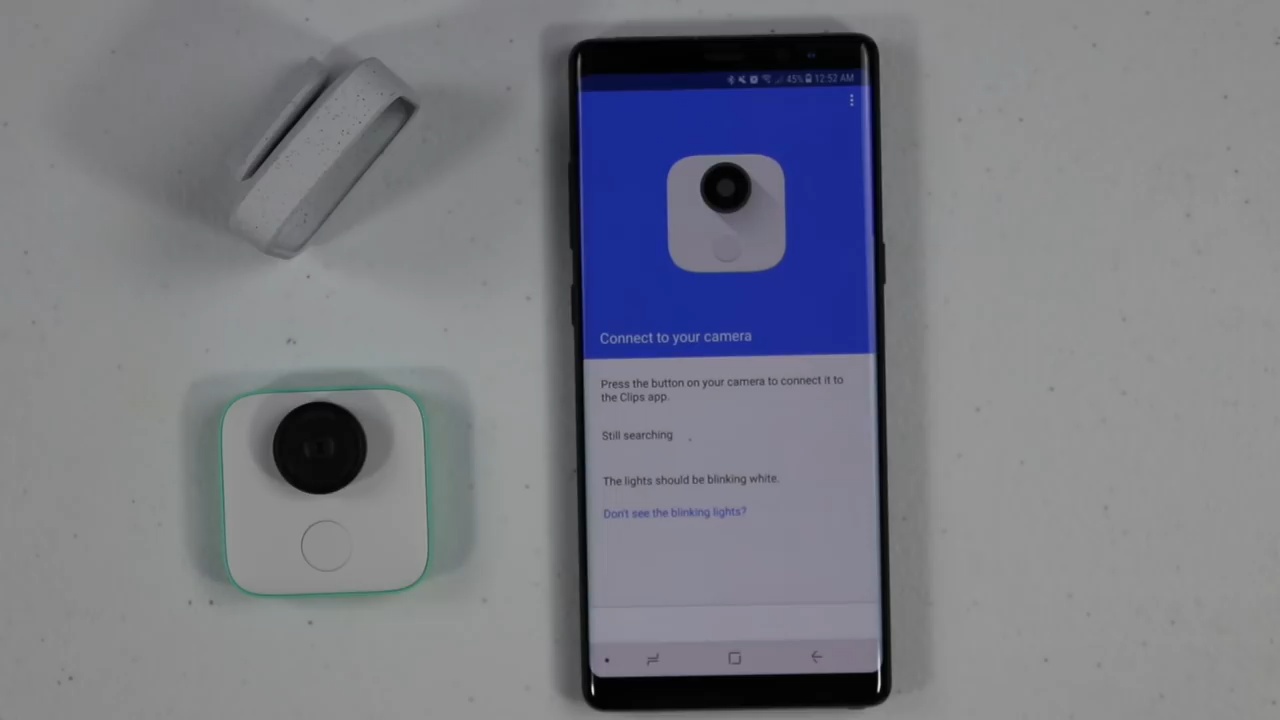 45% 12:52 AM
Connect to your camera
Press the button on your camera to connect it to
the Clips app.
Still searching
The lights should be blinking white.
Don't see the blinking lights?